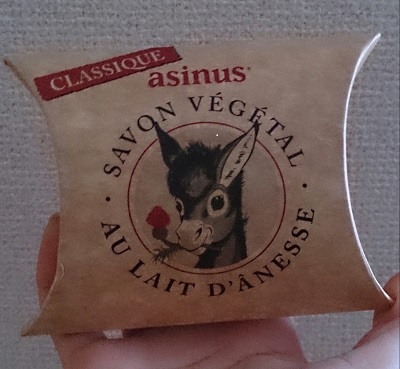 CLASSIQUE
asinus®
SAVON VÉGÉTAL
AU LAIT D'ÂNESSE